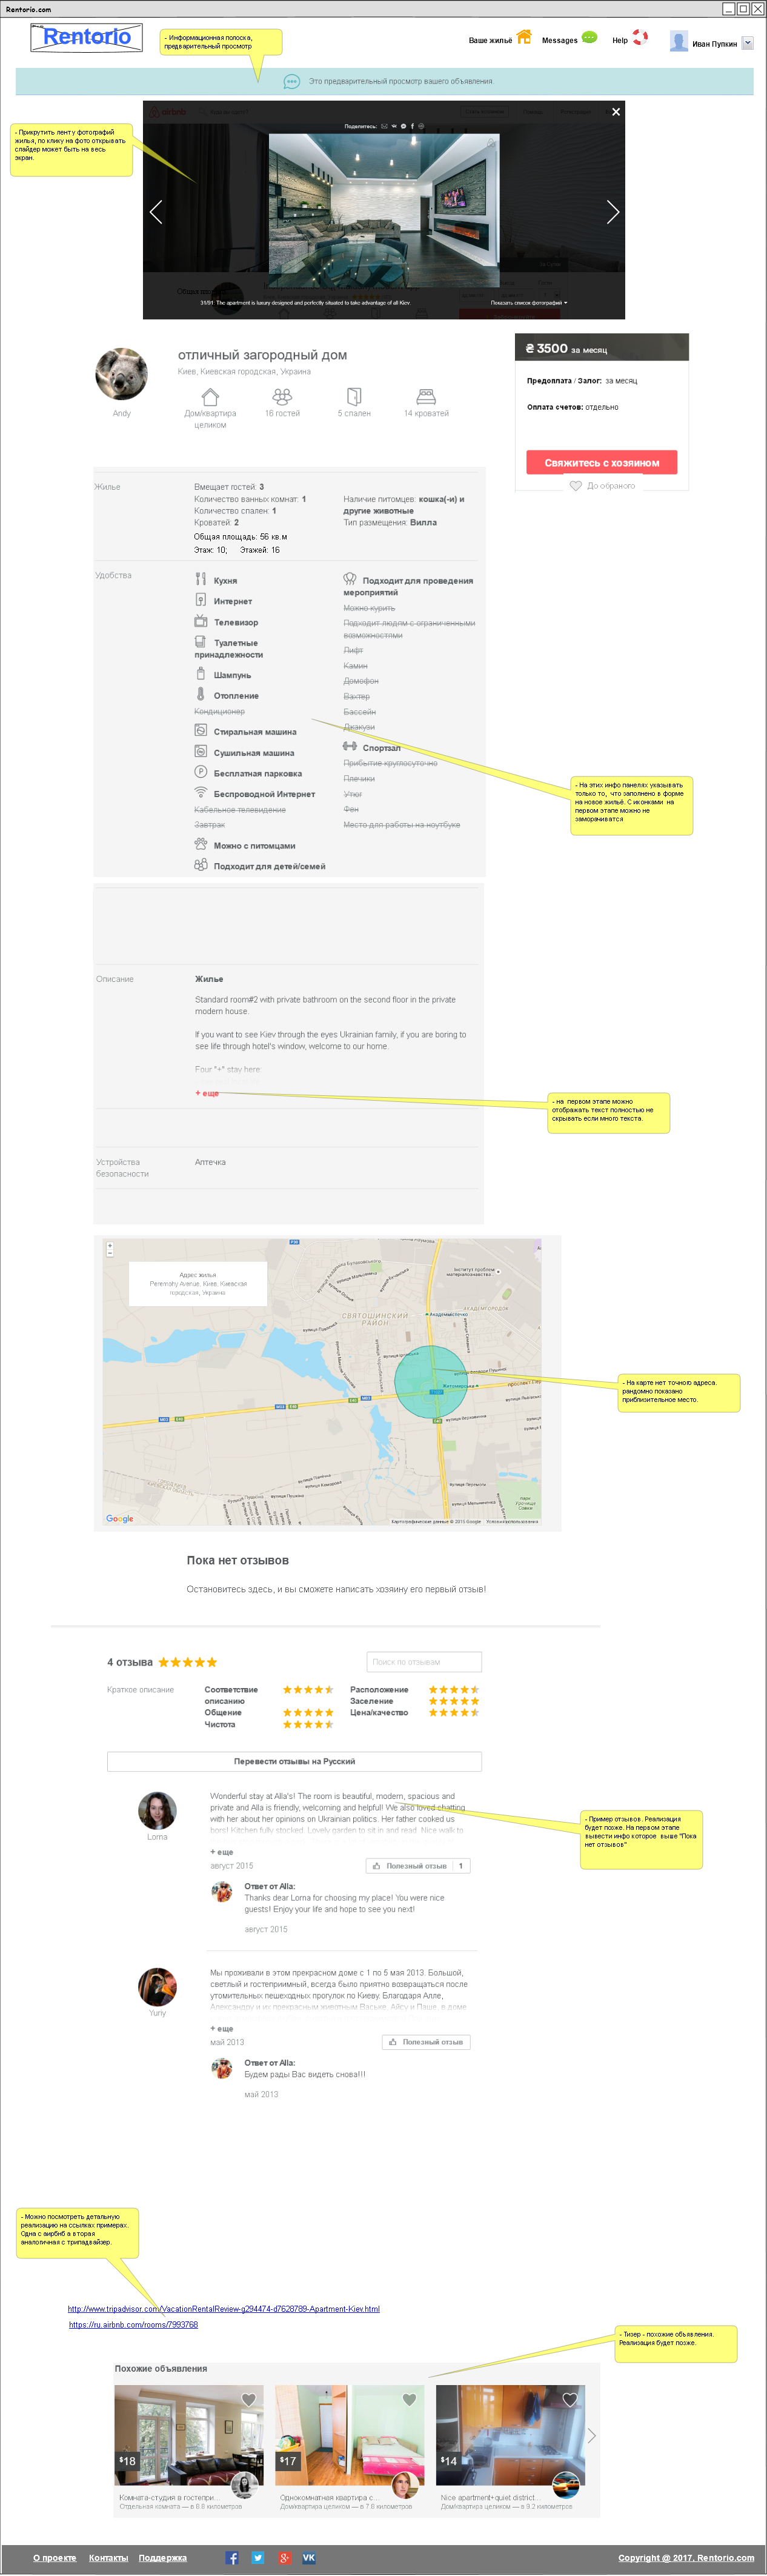 Rentorio.com
Rentorio
- Информационая полоска,
предварительный просмотр
Ваше жильё
Messages
Help
Иван Пупкин
Это предварительный просмотр вашего объявления.
- Прикрутить ленту фотографий
жилья, по клику на фото открывать
слайдер может быть на весь
экран.
airbnb
Поделитесь:
31/91: The apartment is luxury designed and perfectly situated to take advantage of all Kiev.
Показать список фотографий
отличный загородный дом
Киев, Киевская городская, Украина
Andy
Дом/квартира
целиком
16 гостей
5 спален
14 кроватей
₴ 3500 за месяц
Предоплата / Залог: за месяц
Оплата счетов: отдельно
Свяжитесь с хозяином
До обраного
Жилье
Вмещает гостей: 3
Количество ванных комнат: 1
Количество спален: 1
Кроватей: 2
Общая площадь: 56 кв.м
Этаж: 10; Этажей: 16
Наличие питомцев: кошка(-и) и
другие животные
Тип размещения: Вилла
Удобства
Кухня
Интернет
Телевизор
Туалетные
принадлежности
Шампунь
Отопление
Кондиционер
Стиральная машина
Сушильная машина
Бесплатная парковка
Беспроводной Интернет
Кабельное телевидение
Завтрак
Можно с питомцами
Подходит для детей/семей
Подходит для проведения
мероприятий
Можно курить
Подходит людям с ограниченными
возможностями
Лифт
Камин
Домофон
Вахтер
Бассейн
Джакузи
Спортзал
Прибытие круглосуточно
Плечики
Утюг
Фен
Место для работы на ноутбуке
- На этих инфо панелях указывать
только то, что заполнено в форме
на новое жильё. С иконками на
первом этапе можно не
заморачиватся
Описание
Жилье
Standard room#2 with private bathroom on the second floor in the private
modern house.
If you want to see Kiev through the eyes Ukrainian family, if you are boring to
see life through hotel's window, welcome to our home.
Four "+" stay here:
+ еще
- на первом этапе можно
отображать текст полностью не
скрывать если много текста.
Устройства
безопасности
Аптечка
Адрес жилья
Peremohy Avenue, Киев, Киевская
городская, Украина
Институт проблем
материаловедения
АКАДЕМГОРОДОК
СВЯТОШИНСКИЙ
РАЙОН
Академмістечко
Житомирська
Google
Картографические данные © 2015 Google
Условия использования
- На карте нет точного адреса.
рандомно показано
приблизительное место.
Пока нет отзывов
Остановитесь здесь, и вы сможете написать хозяину его первый отзыв!
4 отзыва
Поиск по отзывам
Краткое описание
Соответствие
описанию
Общение
Чистота
Расположение
Заселение
Цена/качество
Перевести отзывы на Русский
Lorna
Wonderful stay at Alla's! The room is beautiful, modern, spacious and
private and Alla is friendly, welcoming and helpful! We also loved chatting
with her about her opinions on Ukrainian politics. Her father cooked us
bors! Kitchen fully stocked. Lovely garden to sit in and read. Nice walk to
+ еще
август 2015
Полезный отзыв 1
Ответ от Alla:
Thanks dear Lorna for choosing my place! You were nice
guests! Enjoy your life and hope to see you next!
август 2015
- Пример отзывов. Реализация
будет позже. На первом этапе
вывести инфо которое выше "Пока
нет отзывов"
Yuriy
Мы проживали в этом прекрасном доме с 1 по 5 мая 2013. Большой,
светлый и гостеприимный, всегда было приятно возвращаться после
утомительных пешеходных прогулок по Киеву. Благодаря Алле,
Александру и их прекрасным животным Ваське, Айсу и Паше, в доме
+ еще
май 2013
Полезный отзыв
Ответ от Alla:
Будем рады Вас видеть снова!!!
май 2013
- Можно посмотреть детальную
реализацию на ссылках примерах.
Одна с аирбнб а вторая
аналогичная с трипадвайзер.
http://www.tripadvisor.com/VacationRentalReview-g294474-d7628789-Apartment-Kiev.html
https://ru.airbnb.com/rooms/7993768
- Тизер - похожие объявления.
Реализация будет позже.
Похожие объявления
$18
$17
$14
Комната-студия в гостепри...
Отдельная комната — в 8.6 километров
Однокомнатная квартира с...
Дом/квартира целиком — в 7.8 километров
Nice apartment+quiet district...
Дом/квартира целиком — в 9.2 километров
О проекте
Контакты
Поддержка
Copyright @ 2017, Rentorio.com